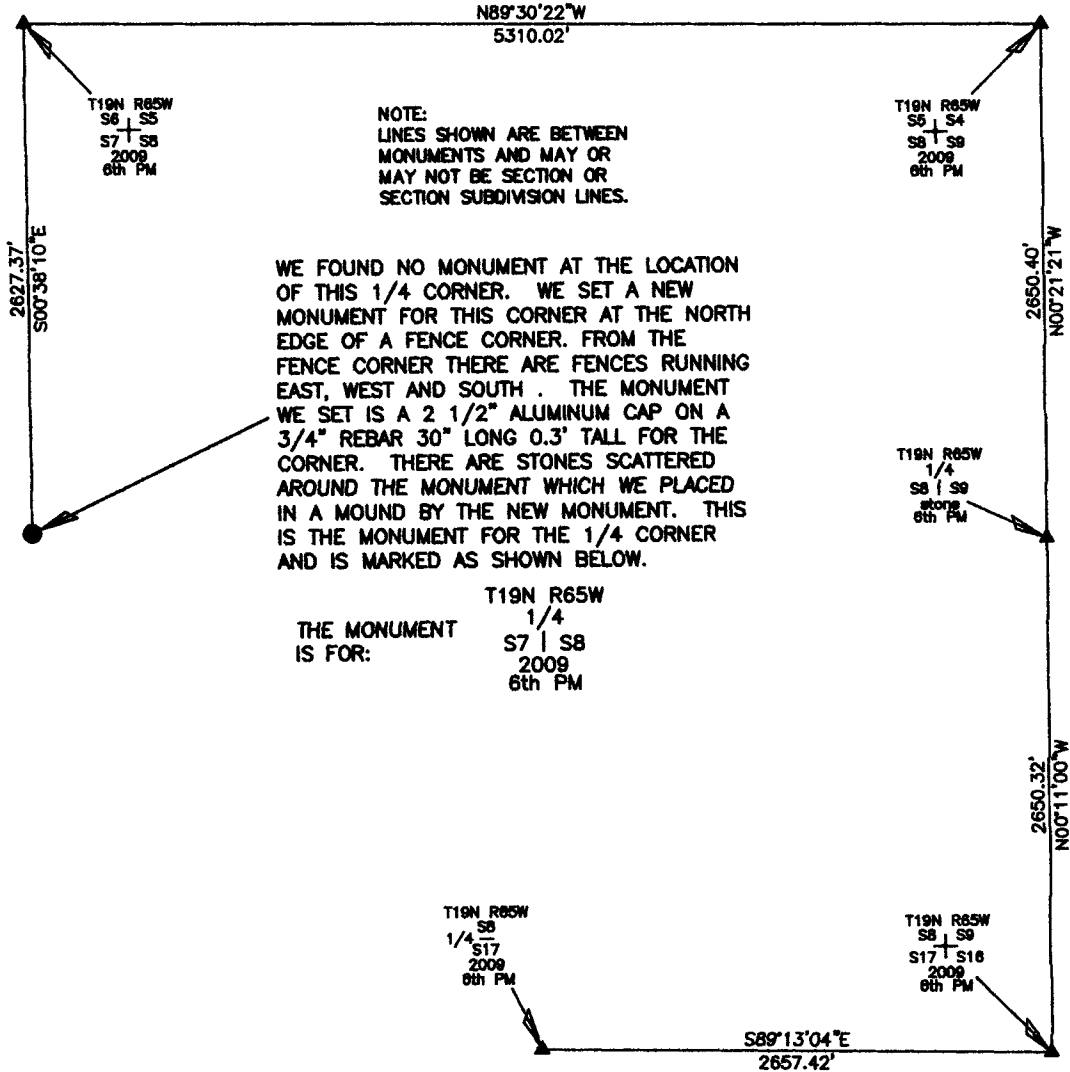 N89°30'22"W
5310.02'
T19N R65W
S6 S5
S7 S8
2009
6th PM
NOTE:
LINES SHOWN ARE BETWEEN
MONUMENTS AND MAY OR
MAY NOT BE SECTION OR
SECTION SUBDIVISION LINES.
T19N R65W
S5 S4
S8 S9
2009
6th PM
2627.37'
S00°38'10"E
2650.40'
N00°21'21"W
WE FOUND NO MONUMENT AT THE LOCATION
OF THIS 1/4 CORNER. WE SET A NEW
MONUMENT FOR THIS CORNER AT THE NORTH
EDGE OF A FENCE CORNER. FROM THE
FENCE CORNER THERE ARE FENCES RUNNING
EAST, WEST AND SOUTH . THE MONUMENT
WE SET IS A 2 1/2" ALUMINUM CAP ON A
3/4" REBAR 30" LONG 0.3' TALL FOR THE
CORNER. THERE ARE STONES SCATTERED
AROUND THE MONUMENT WHICH WE PLACED
IN A MOUND BY THE NEW MONUMENT. THIS
IS THE MONUMENT FOR THE 1/4 CORNER
AND IS MARKED AS SHOWN BELOW.
T19N R65W
1/4
S8 | S9
stone
6th PM
THE MONUMENT
IS FOR:
T19N R65W
1/4
S7 | S8
2009
6th PM
2650.32'
N00°11'00"W
T19N R65W
S8
1/4
S17
2009
6th PM
T19N R65W
S8 S9
S17 S16
2009
6th PM
S89°13'04"E
2657.42'